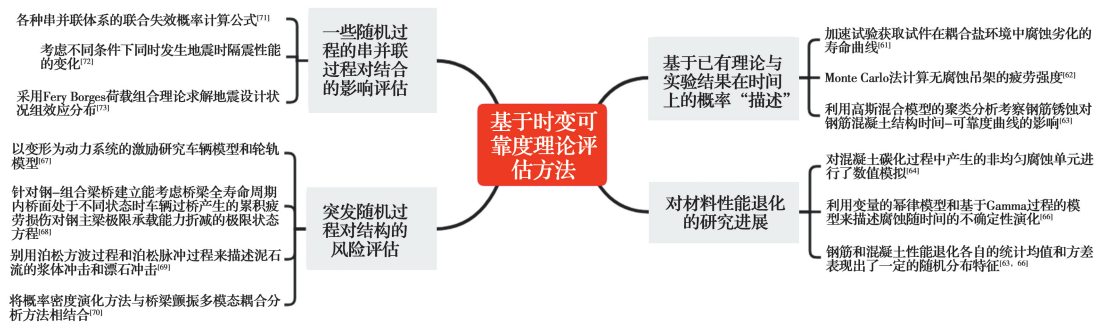 各种串并联体系的联合失效概率计算公式[71]
考虑不同条件下同时发生地震时隔震性能
的变化[72]
采用Fery Borges荷载组合理论求解地震设计状
况组效应分布[73]
一些随机过
程的串并联
过程对结合
的影响评估
以变形为动力系统的激励研究车辆模型和轮轨
模型[67]
针对钢-组合梁桥建立能考虑桥梁全寿命周期
内桥面处于不同状态时车辆过桥产生的累积疲
劳损伤对钢主梁极限承载能力折减的极限状态
方程[68]
别用泊松方波过程和泊松脉冲过程来描述泥石
流的浆体冲击和漂石冲击[69]
将概率密度演化方法与桥梁颤振多模态耦合分
析方法相结合[70]
突发随机过
程对结构的
风险评估
基于时变可
靠度理论评
估方法
基于已有理论与
实验结果在时间
上的概率“描述”
加速试验获取试件在耦合盐环境中腐蚀劣化的
寿命曲线[61]
Monte Carlo法计算无腐蚀吊架的疲劳强度[62]
利用高斯混合模型的聚类分析考察钢筋锈蚀对
钢筋混凝土结构时间-可靠度曲线的影响[63]
对材料性能退化
的研究进展
对混凝土碳化过程中产生的非均匀腐蚀单元进
行了数值模拟[64]
利用变量的幂律模型和基于Gamma过程的模
型来描述腐蚀随时间的不确定性演化[66]
钢筋和混凝土性能退化各自的统计均值和方差
表现出了一定的随机分布特征[63, 66]